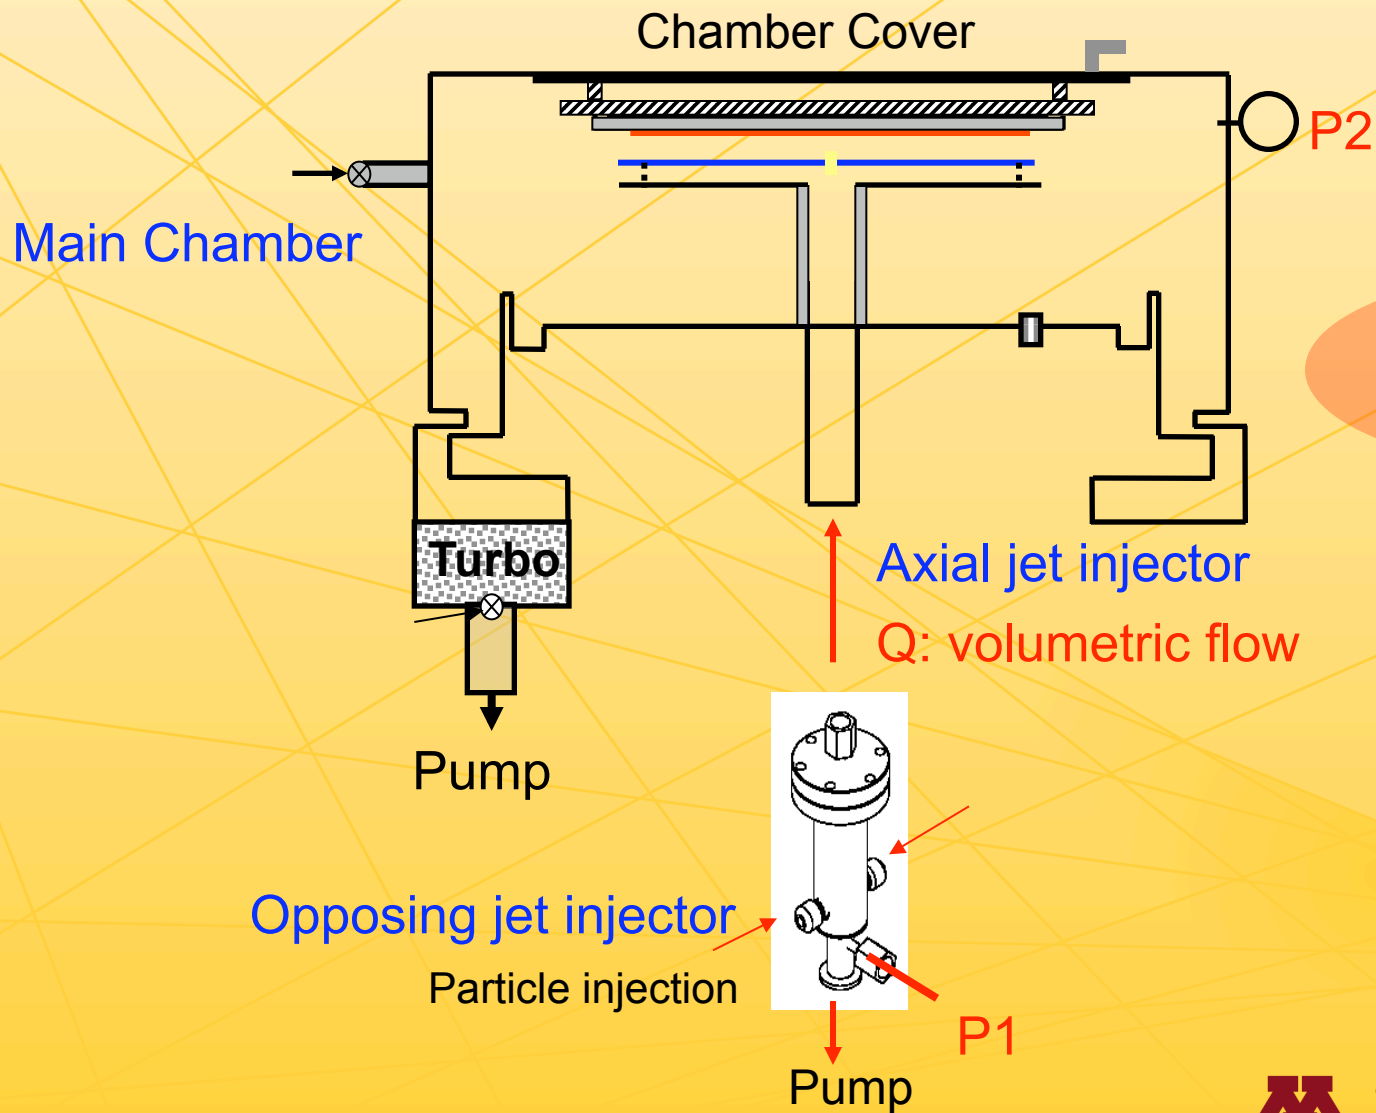 Chamber Cover
P2
Main Chamber
Turbo
Axial jet injector
Q: volumetric flow
Pump
Opposing jet injector
Particle injection
P1
Pump